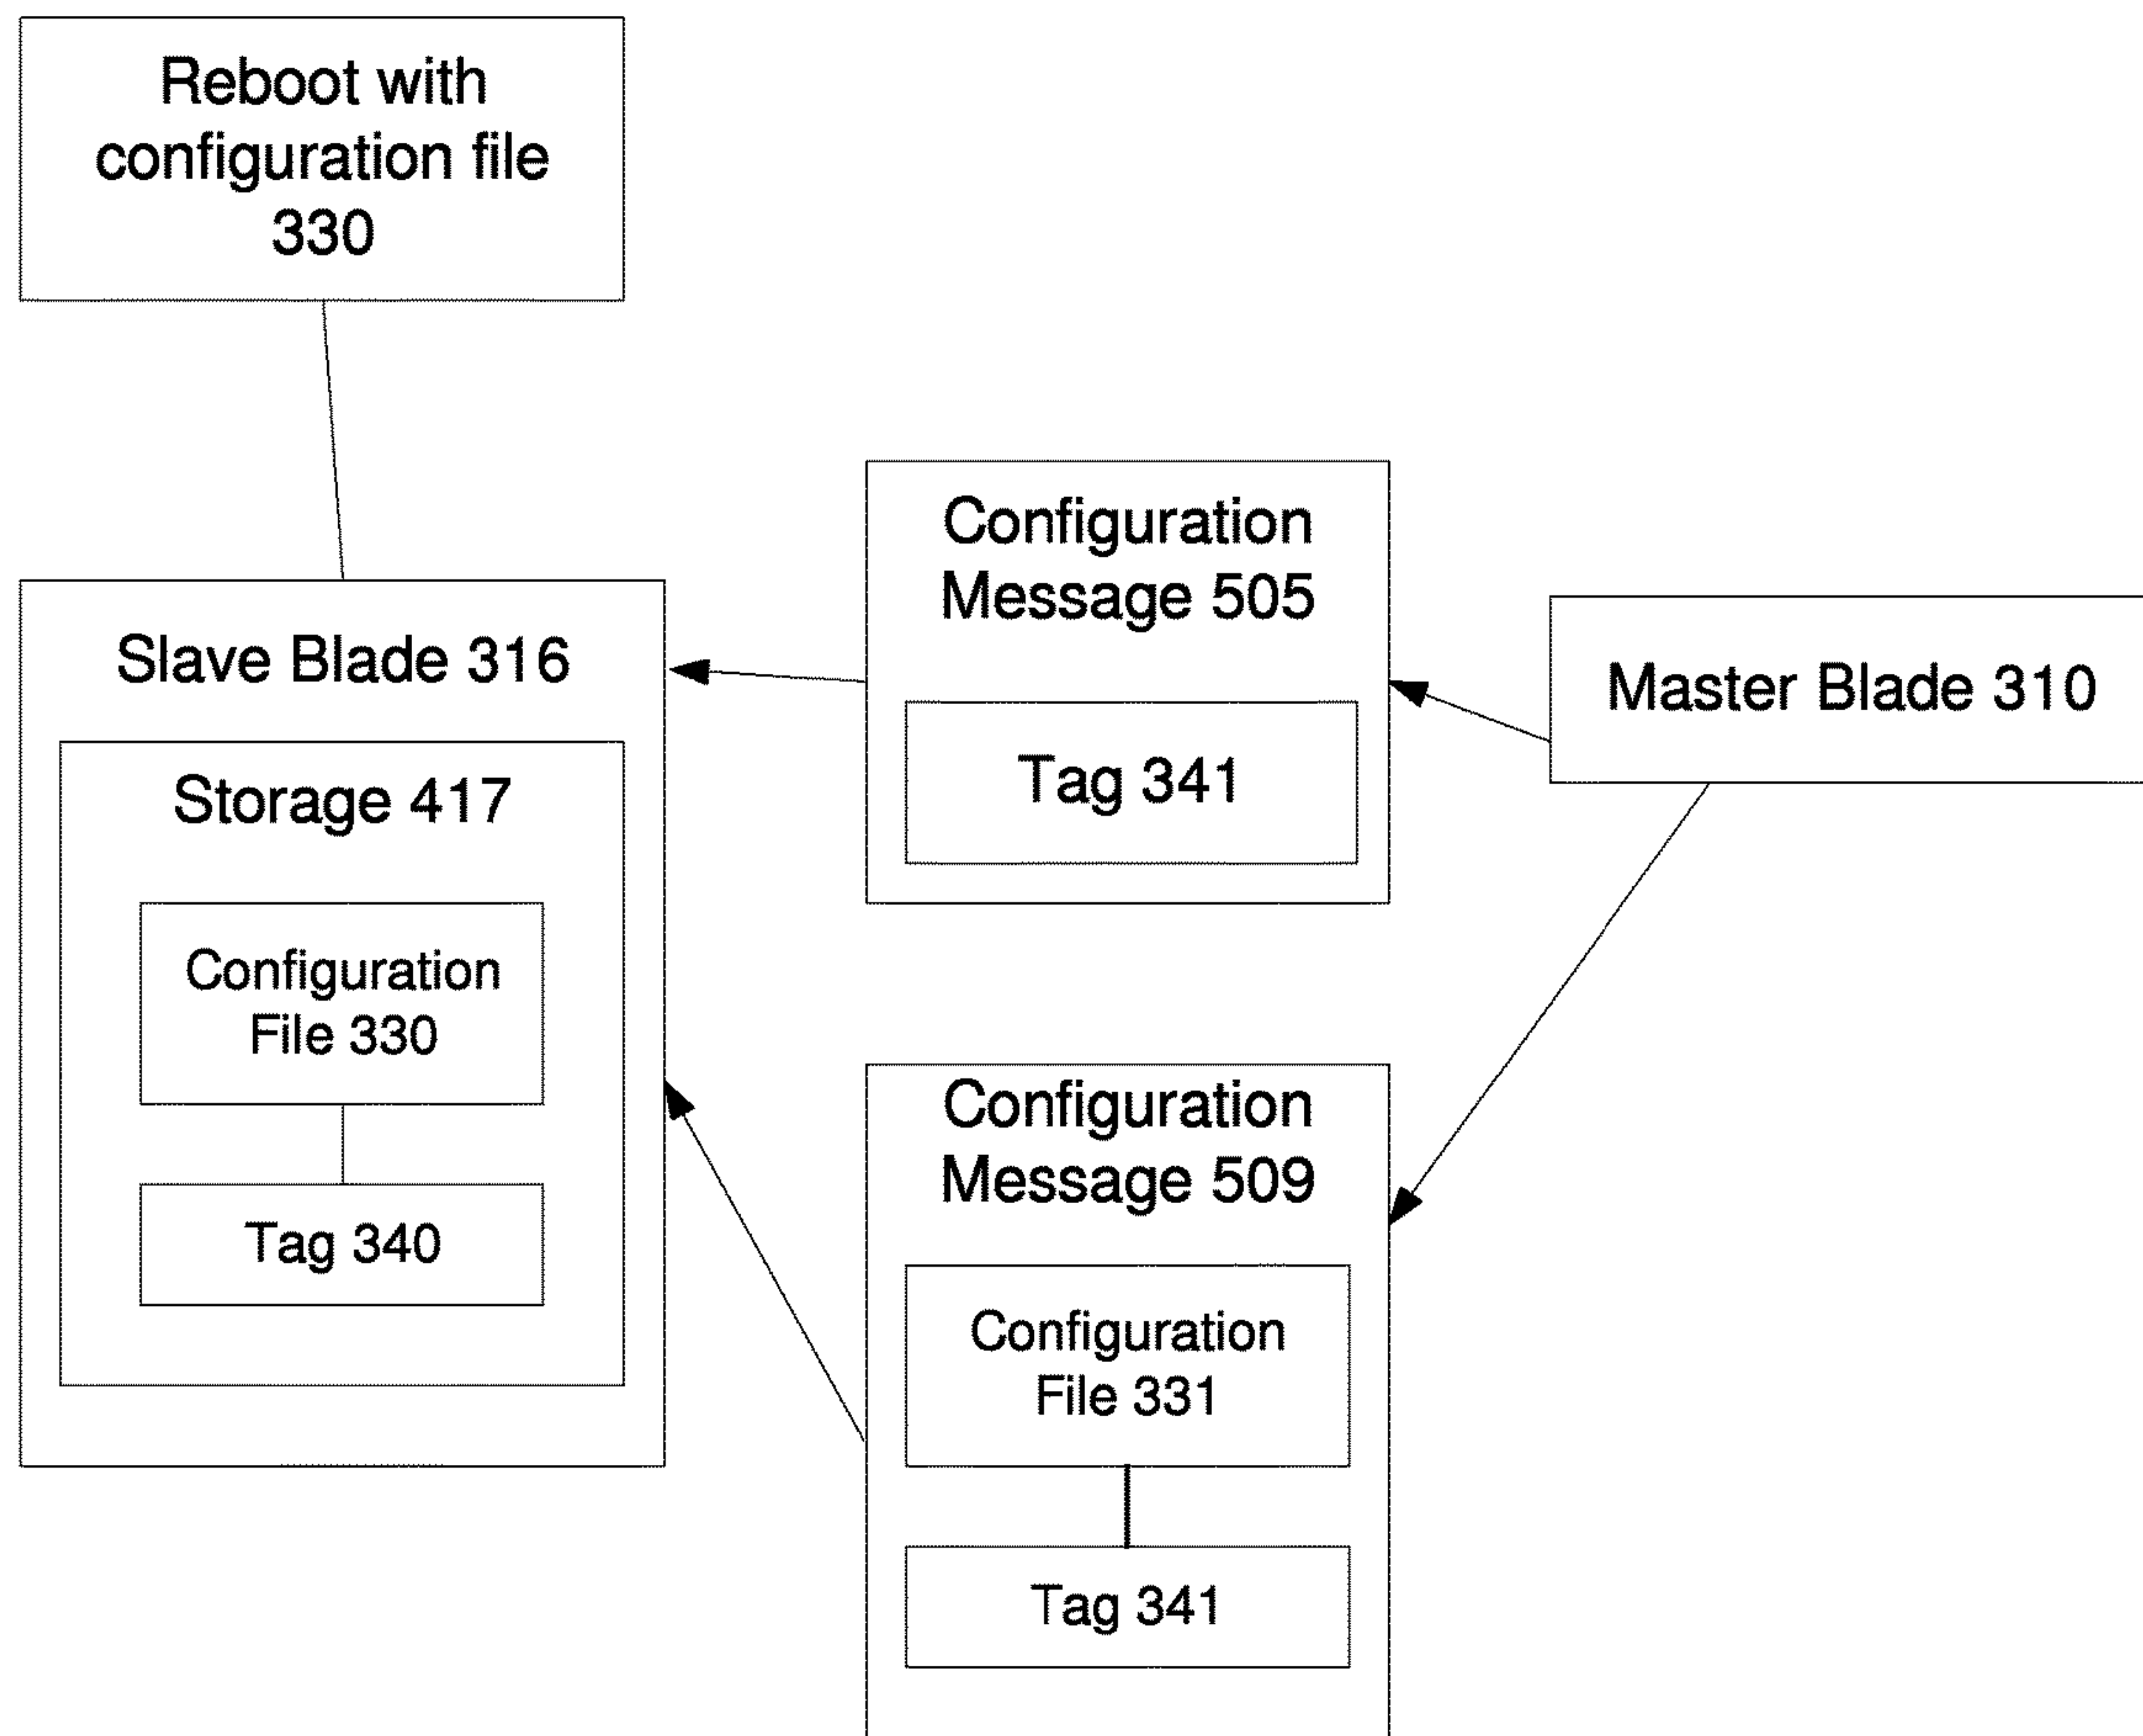 Reboot with
configuration file
330
Slave Blade 316
Storage 417
Configuration
File 330
Tag 340
Configuration
Message 505
Tag 341
Master Blade 310
Configuration
Message 509
Configuration
File 331
Tag 341